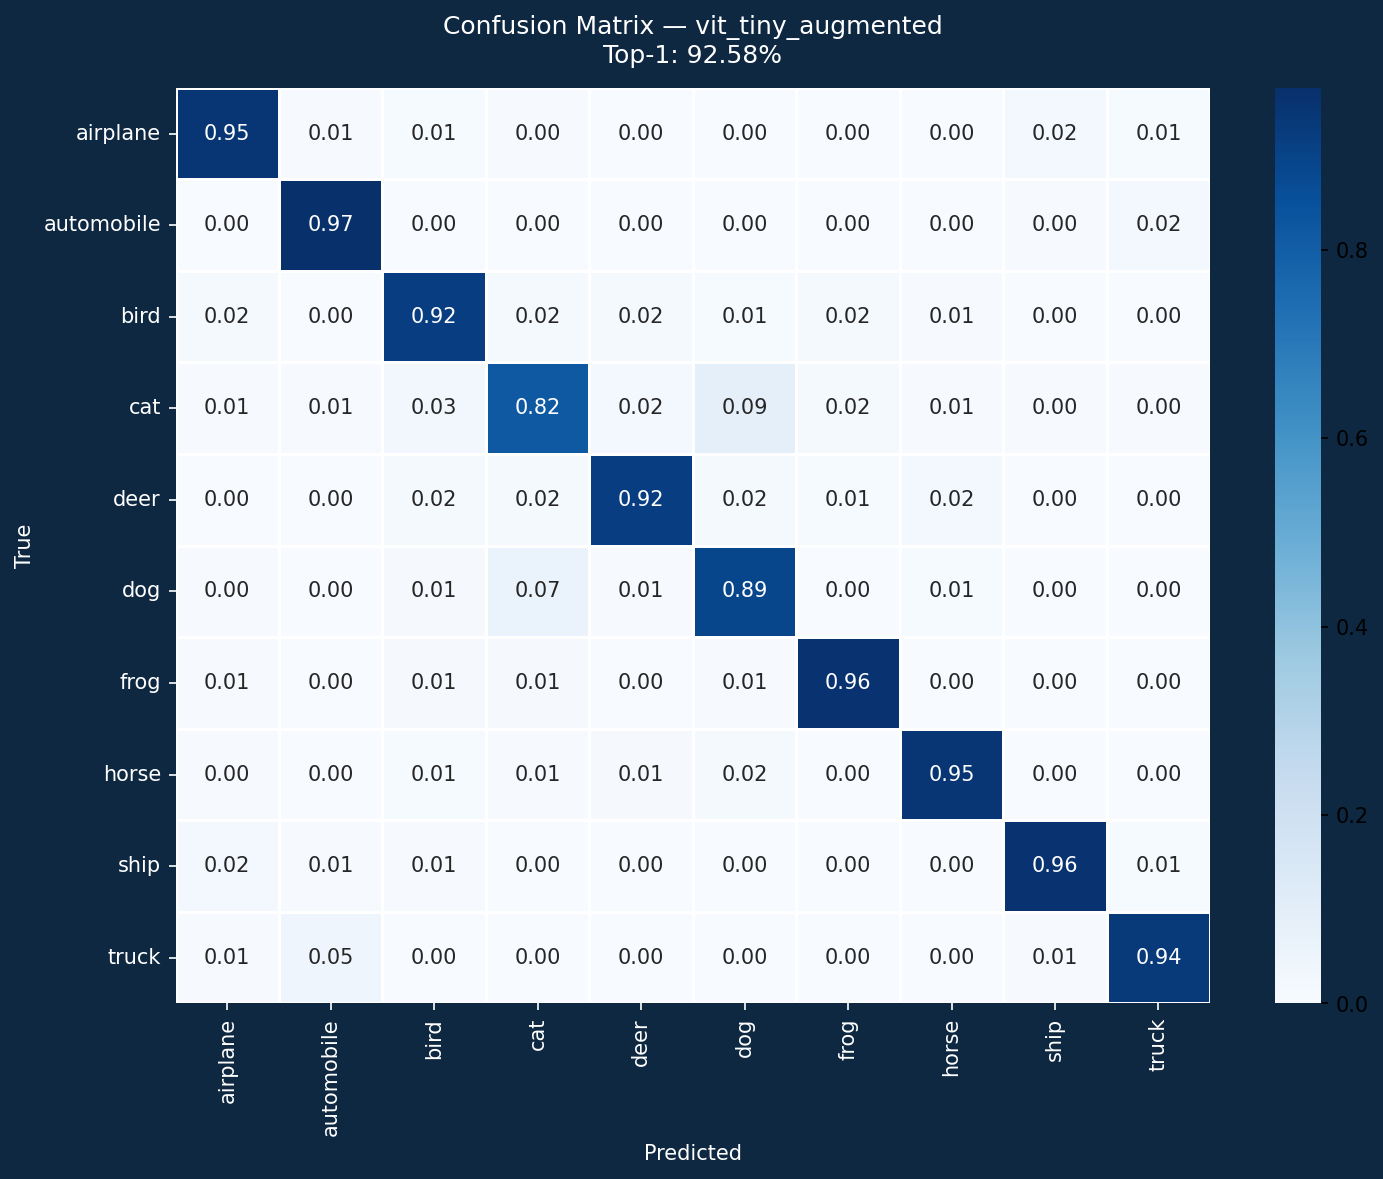 Confusion Matrix — vit_tiny_augmented
Top-1: 92.58%
airplane 0.95 0.01 0.01 0.00 0.00 0.00 0.00 0.00 0.02 0.01
automobile 0.00 0.97 0.00 0.00 0.00 0.00 0.00 0.00 0.00 0.02
bird 0.02 0.00 0.92 0.02 0.02 0.01 0.02 0.01 0.00 0.00
cat 0.01 0.01 0.03 0.82 0.02 0.09 0.02 0.01 0.00 0.00
deer 0.00 0.00 0.02 0.02 0.92 0.02 0.01 0.02 0.00 0.00
dog 0.00 0.00 0.01 0.07 0.01 0.89 0.00 0.01 0.00 0.00
frog 0.01 0.00 0.01 0.01 0.00 0.01 0.96 0.00 0.00 0.00
horse 0.00 0.00 0.01 0.01 0.01 0.02 0.00 0.95 0.00 0.00
ship 0.02 0.01 0.01 0.00 0.00 0.00 0.00 0.00 0.96 0.01
truck 0.01 0.05 0.00 0.00 0.00 0.00 0.00 0.00 0.01 0.94
True
airplane automobile bird cat deer dog frog horse ship truck
Predicted
0.8
0.6
0.4
0.2
0.0